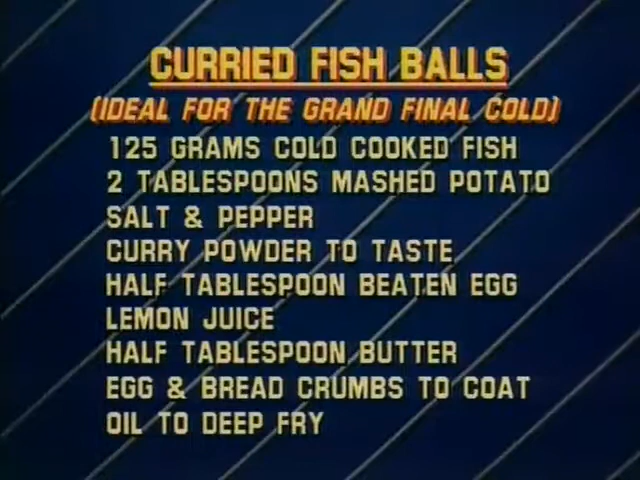 CURRIED FISH BALLS
(IDEAL FOR THE GRAND FINAL COLD)
125 GRAMS COLD COOKED FISH
2 TABLESPOONS MASHED POTATO
SALT & PEPPER
CURRY POWDER TO TASTE
HALF TABLESPOON BEATEN EGG
LEMON JUICE
HALF TABLESPOON BUTTER
EGG & BREAD CRUMBS TO COAT
OIL TO DEEP FRY